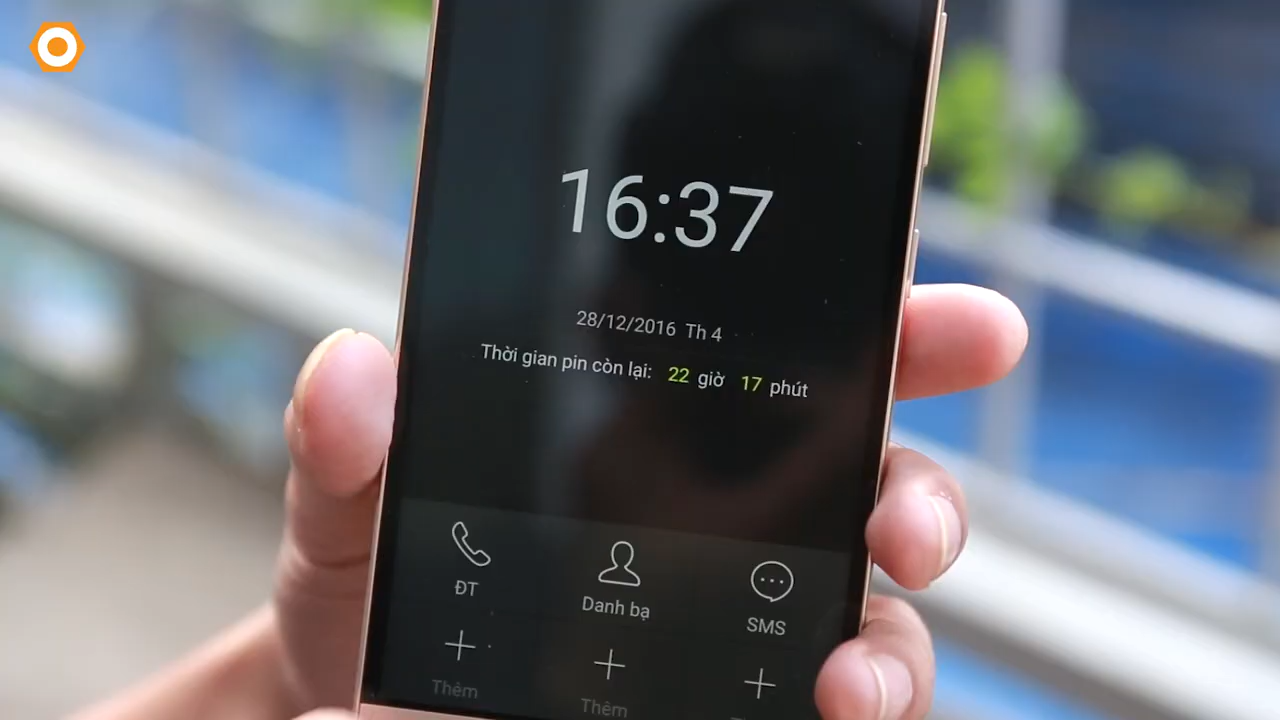 16:37
28/12/2016 Th 4
Thời gian pin còn lại: 22 giờ 17 phút
ĐT
Danh bạ
SMS
Thêm
Thêm